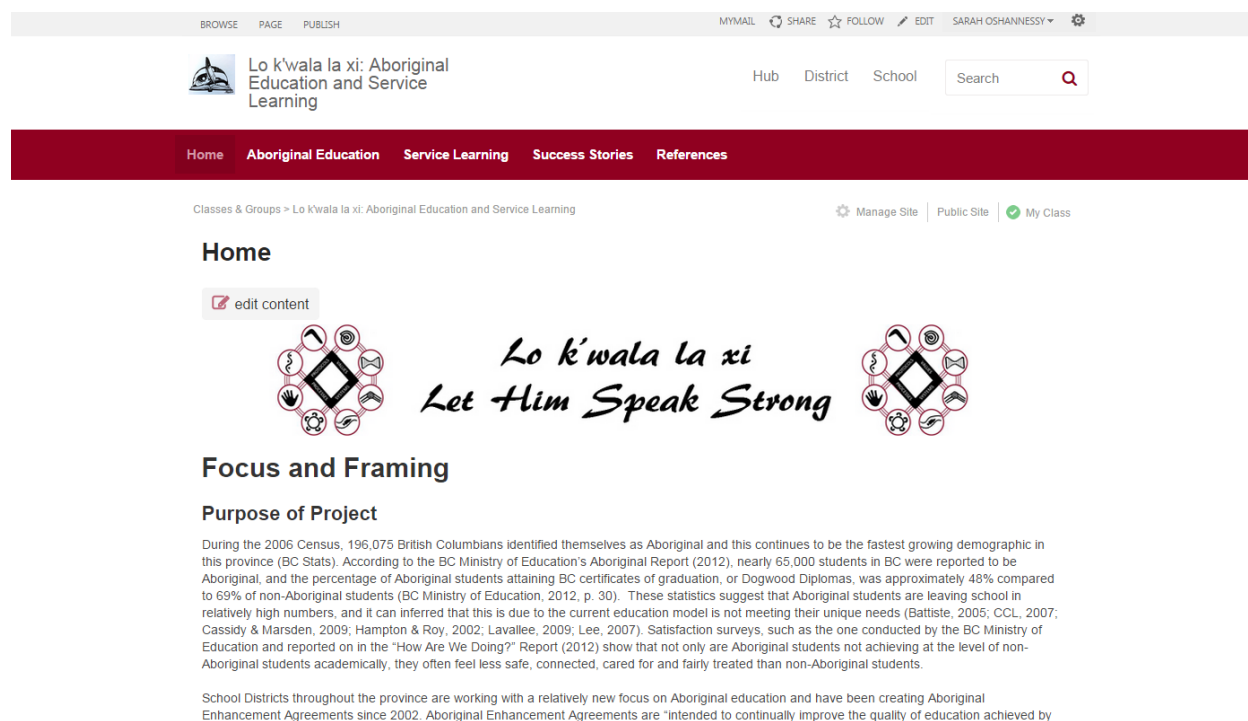 BROWSE PAGE PUBLISH MYMAIL SHARE FOLLOW EDIT SARAH OSHANNESSY
Lo k'wala la xi: Aboriginal
Education and Service
Learning
Hub District School Search
Home Aboriginal Education Service Learning Success Stories References
Classes & Groups > Lo k'wala la xi: Aboriginal Education and Service Learning Manage Site Public Site My Class
Home
edit content
Lo k'wala la xi
Let Him Speak Strong
Focus and Framing
Purpose of Project
During the 2006 Census, 196,075 British Columbians identified themselves as Aboriginal and this continues to be the fastest growing demographic in
this province (BC Stats). According to the BC Ministry of Education's Aboriginal Report (2012), nearly 65,000 students in BC were reported to be
Aboriginal, and the percentage of Aboriginal students attaining BC certificates of graduation, or Dogwood Diplomas, was approximately 48% compared
to 69% of non-Aboriginal students (BC Ministry of Education, 2012, p. 30). These statistics suggest that Aboriginal students are leaving school in
relatively high numbers, and it can inferred that this is due to the current education model is not meeting their unique needs (Battiste, 2005; CCL, 2007;
Cassidy & Marsden, 2009; Hampton & Roy, 2002; Lavallee, 2009; Lee, 2007). Satisfaction surveys, such as the one conducted by the BC Ministry of
Education and reported on in the “How Are We Doing?” Report (2012) show that not only are Aboriginal students not achieving at the level of non-
Aboriginal students academically, they often feel less safe, connected, cared for and fairly treated than non-Aboriginal students.
School Districts throughout the province are working with a relatively new focus on Aboriginal education and have been creating Aboriginal
Enhancement Agreements since 2002. Aboriginal Enhancement Agreements are “intended to continually improve the quality of education achieved by